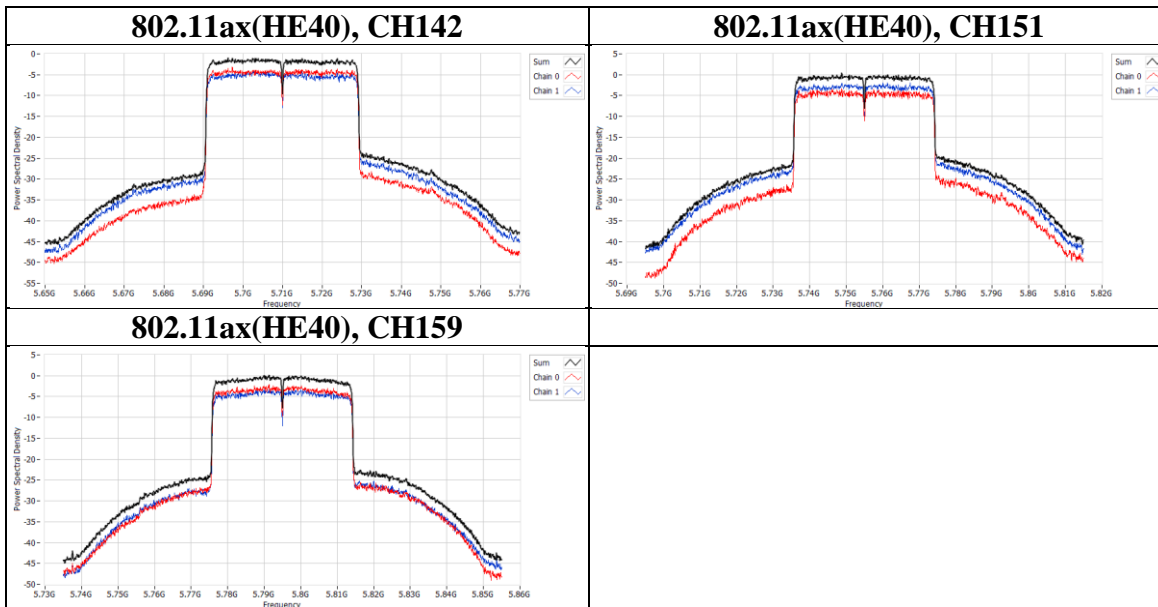 802.11ax(HE40), CH142
802.11ax(HE40), CH151
Power Spectral Density
0
-5
-10
-15
-20
-25
-30
-35
-40
-45
-50
-55
5.65G 5.66G 5.67G 5.68G 5.69G 5.7G 5.71G 5.72G 5.73G 5.74G 5.75G 5.76G 5.77G
Frequency
Sum
Chain 0
Chain 1
Power Spectral Density
5
0
-5
-10
-15
-20
-25
-30
-35
-40
-45
-50
5.69G 5.7G 5.71G 5.72G 5.73G 5.74G 5.75G 5.76G 5.77G 5.78G 5.79G 5.8G 5.81G 5.82G
Frequency
Sum
Chain 0
Chain 1
802.11ax(HE40), CH159
Power Spectral Density
5
0
-5
-10
-15
-20
-25
-30
-35
-40
-45
-50
5.73G 5.74G 5.75G 5.76G 5.77G 5.78G 5.79G 5.8G 5.81G 5.82G 5.83G 5.84G 5.85G 5.86G
Frequency
Sum
Chain 0
Chain 1